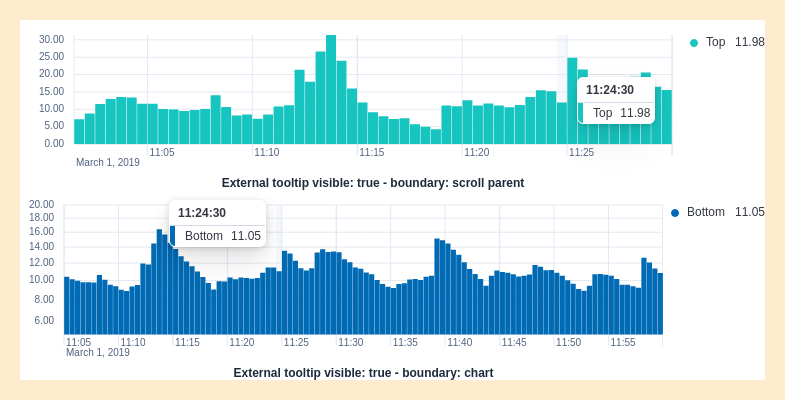 30.00
25.00
20.00
15.00
10.00
5.00
0.00
Top 11.98
11:24:30
Top 11.98
11:05 11:10 11:15 11:20 11:25
March 1, 2019
External tooltip visible: true - boundary: scroll parent
20.00
18.00
16.00
14.00
12.00
10.00
8.00
6.00
Bottom 11.05
11:24:30
Bottom 11.05
11:05 11:10 11:15 11:20 11:25 11:30 11:35 11:40 11:45 11:50 11:55
March 1, 2019
External tooltip visible: true - boundary: chart